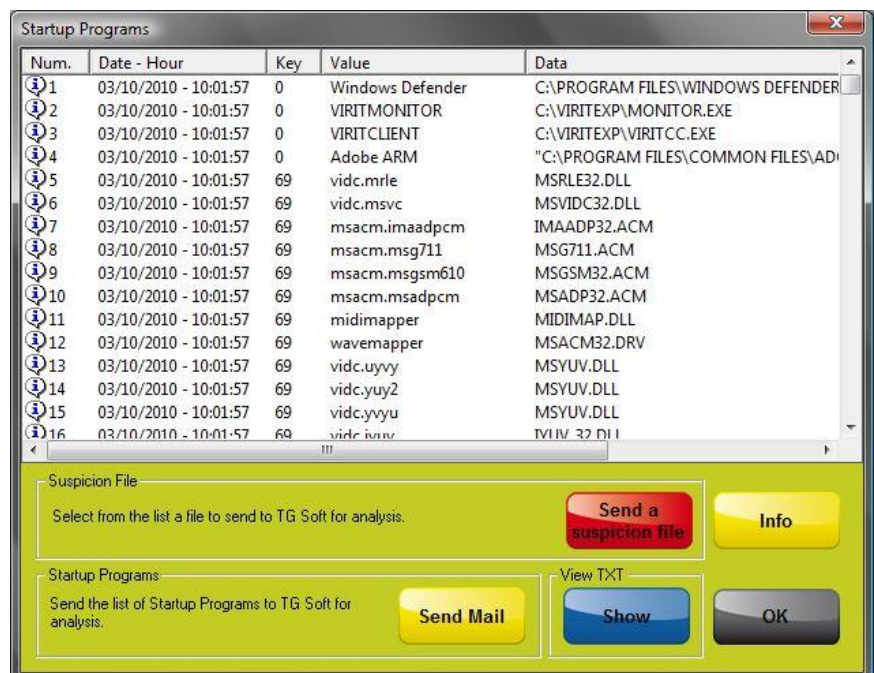 Startup Programs
Num. Date - Hour Key Value Data
1 03/10/2010 - 10:01:57 0 Windows Defender C:\PROGRAM FILES\WINDOWS DEFENDER
2 03/10/2010 - 10:01:57 0 VIRITMONITOR C:\VIRITEXP\MONITOR.EXE
3 03/10/2010 - 10:01:57 0 VIRITCLIENT C:\VIRITEXP\VIRITCC.EXE
4 03/10/2010 - 10:01:57 0 Adobe ARM "C:\PROGRAM FILES\COMMON FILES\AD
5 03/10/2010 - 10:01:57 69 vidc.mrle MSRLE32.DLL
6 03/10/2010 - 10:01:57 69 vidc.msvc MSVIDC32.DLL
7 03/10/2010 - 10:01:57 69 msacm.imaadpcm IMAADP32.ACM
8 03/10/2010 - 10:01:57 69 msacm.msg711 MSG711.ACM
9 03/10/2010 - 10:01:57 69 msacm.msgsm610 MSGSM32.ACM
10 03/10/2010 - 10:01:57 69 msacm.msadpcm MSADP32.ACM
11 03/10/2010 - 10:01:57 69 midimapper MIDIMAP.DLL
12 03/10/2010 - 10:01:57 69 wavemapper MSACM32.DRV
13 03/10/2010 - 10:01:57 69 vidc.uyvy MSYUV.DLL
14 03/10/2010 - 10:01:57 69 vidc.yuy2 MSYUV.DLL
15 03/10/2010 - 10:01:57 69 vidc.yvyu MSYUV.DLL
16 03/10/2010 - 10:01:57 69 vidc.iyuv IYUV_32.DLL
Suspicion File
Select from the list a file to send to TG Soft for analysis.
Send a
suspicion file
Info
Startup Programs
Send the list of Startup Programs to TG Soft for
analysis.
Send Mail
View TXT
Show
OK